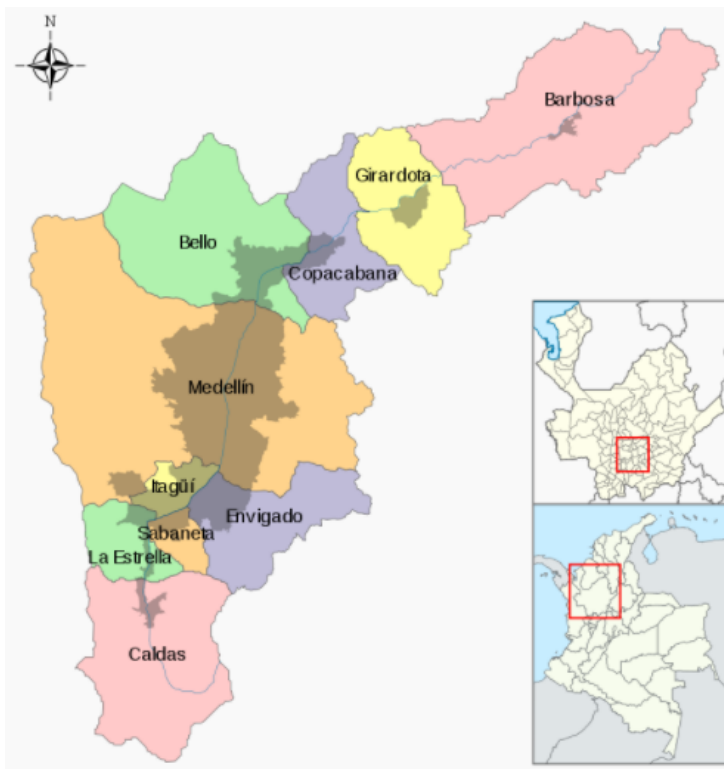 N
Barbosa
Girardota
Bello
Copacabana
Medellín
Itagüí
Envigado
Sabaneta
La Estrella
Caldas